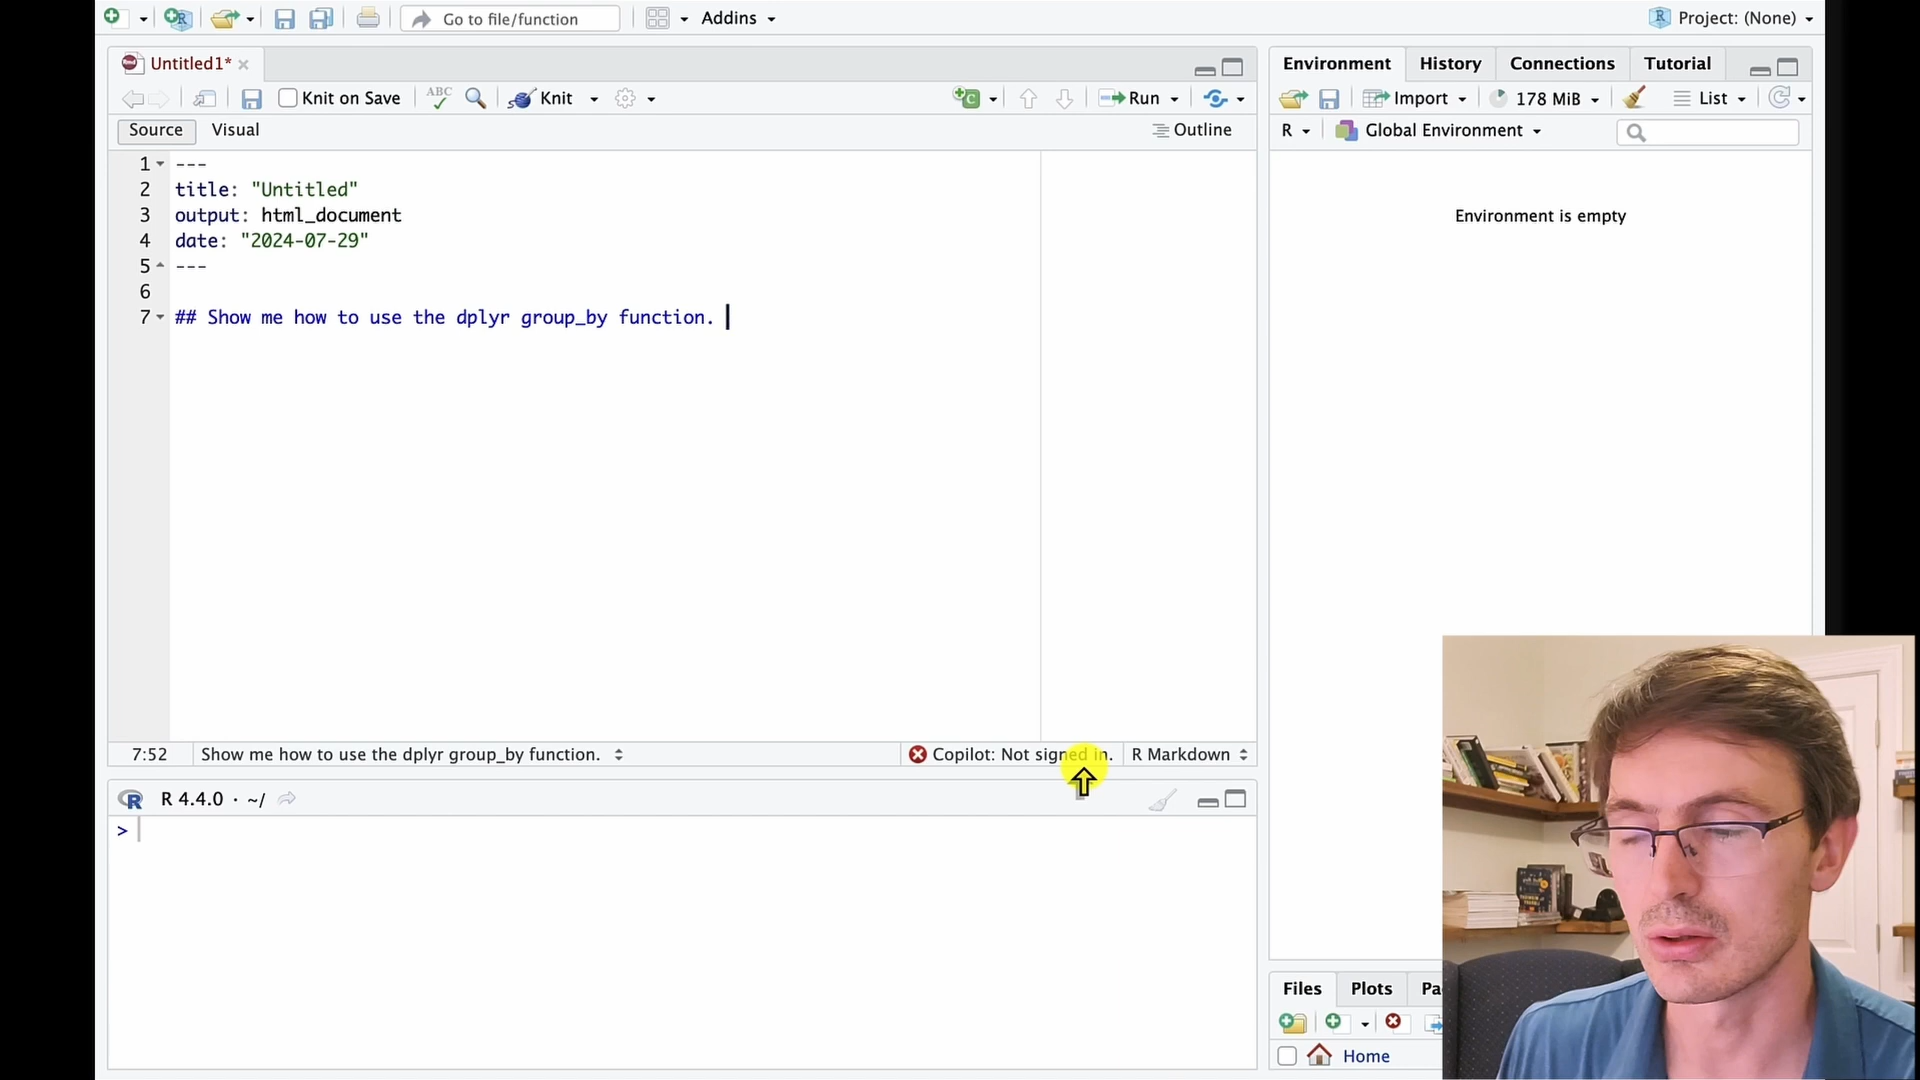 Go to file/function
Addins
Project: (None)
Untitled1*
Knit on Save
ABC
Knit
Run
Source
Visual
Outline
1 ---
2 title: "Untitled"
3 output: html_document
4 date: "2024-07-29"
5 ---
6
7 ## Show me how to use the dplyr group_by function.
7:52
Show me how to use the dplyr group_by function.
Copilot: Not signed in.
R Markdown
R 4.4.0 · ~/
>
Environment
History
Connections
Tutorial
Import
178 MiB
List
R
Global Environment
Environment is empty
Files
Plots
Pa
Home